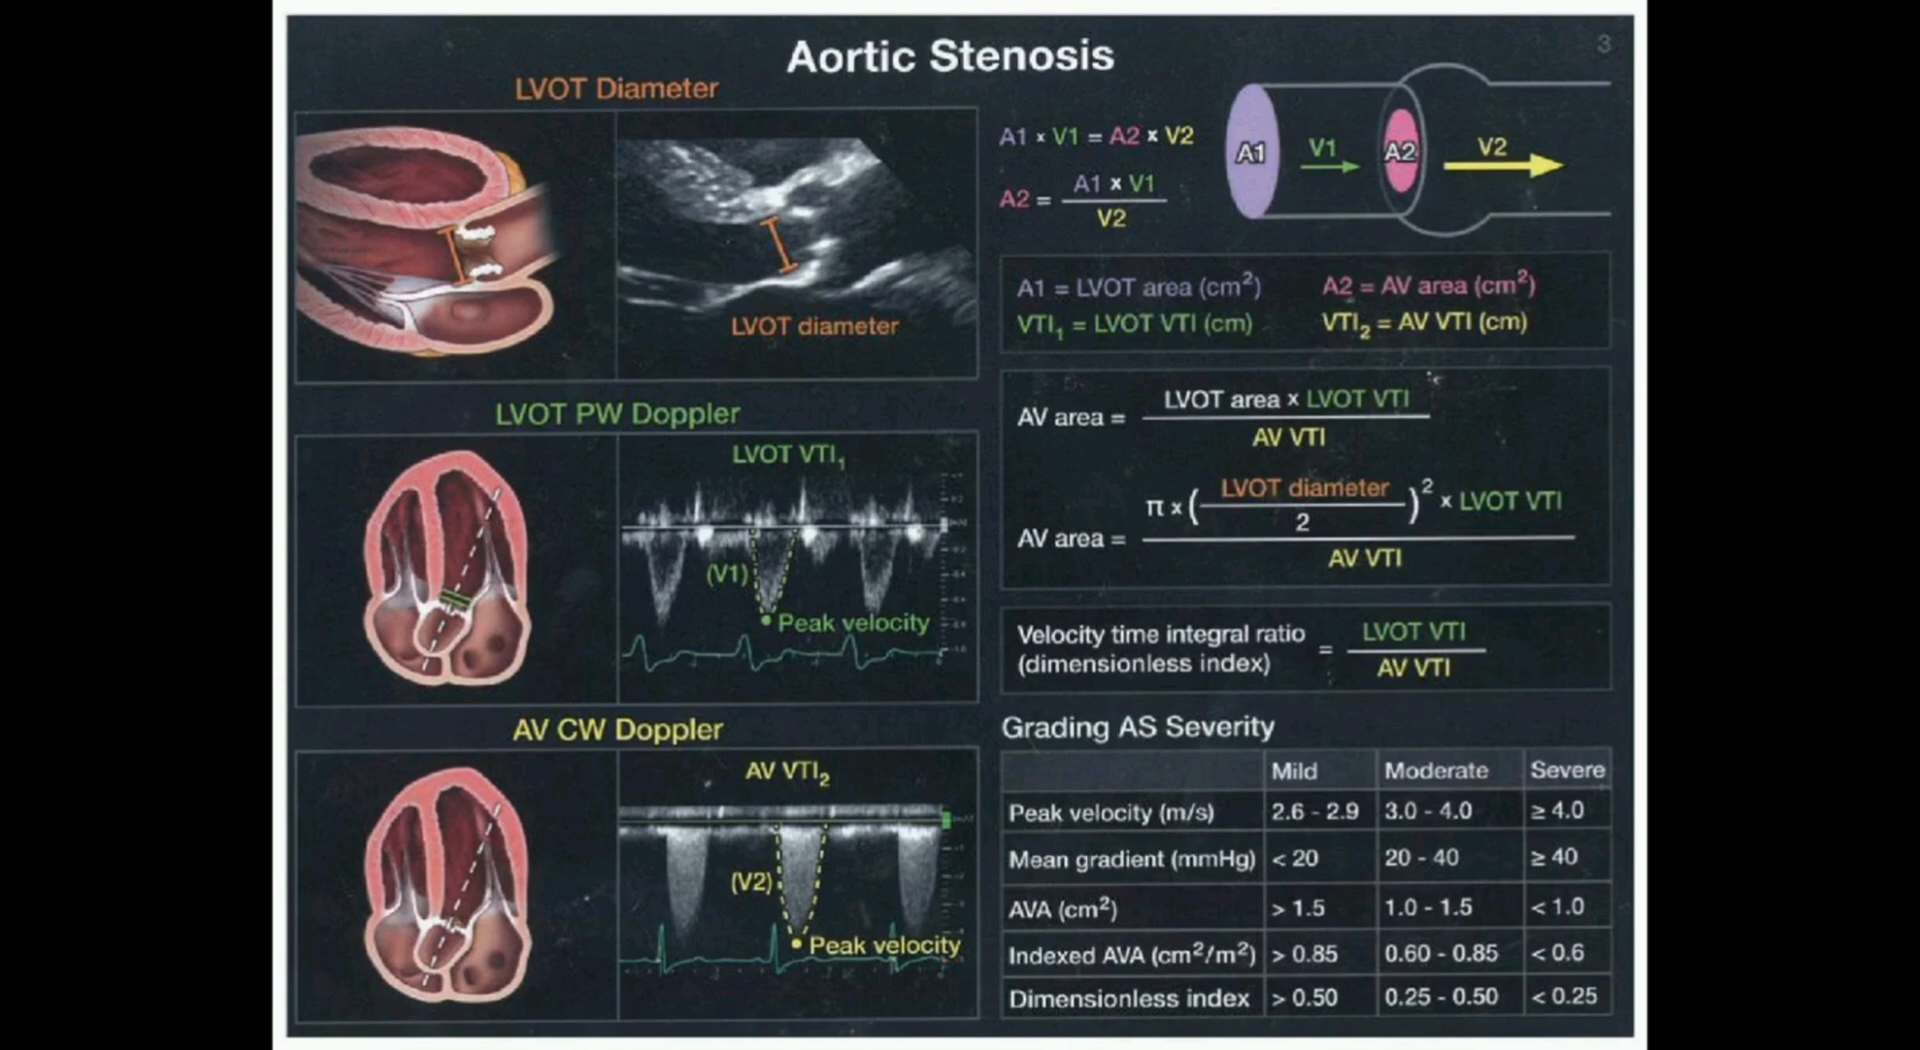 Aortic Stenosis
3
LVOT Diameter
LVOT diameter
LVOT PW Doppler
LVOT VTI₁
(V1)
Peak velocity
AV CW Doppler
AV VTI₂
(V2)
Peak velocity
A1 x V1 = A2 x V2
A2 = A1 x V1
V2
A1
V1
A2
V2
A1 = LVOT area (cm²)
A2 = AV area (cm²)
VTI₁ = LVOT VTI (cm)
VTI₂ = AV VTI (cm)
AV area = LVOT area x LVOT VTI
AV VTI
AV area = π x ( LVOT diameter / 2 )² x LVOT VTI
AV VTI
Velocity time integral ratio
(dimensionless index) = LVOT VTI
AV VTI
Grading AS Severity
Mild Moderate Severe
Peak velocity (m/s) 2.6 - 2.9 3.0 - 4.0 ≥ 4.0
Mean gradient (mmHg) < 20 20 - 40 ≥ 40
AVA (cm²) > 1.5 1.0 - 1.5 < 1.0
Indexed AVA (cm²/m²) > 0.85 0.60 - 0.85 < 0.6
Dimensionless index > 0.50 0.25 - 0.50 < 0.25